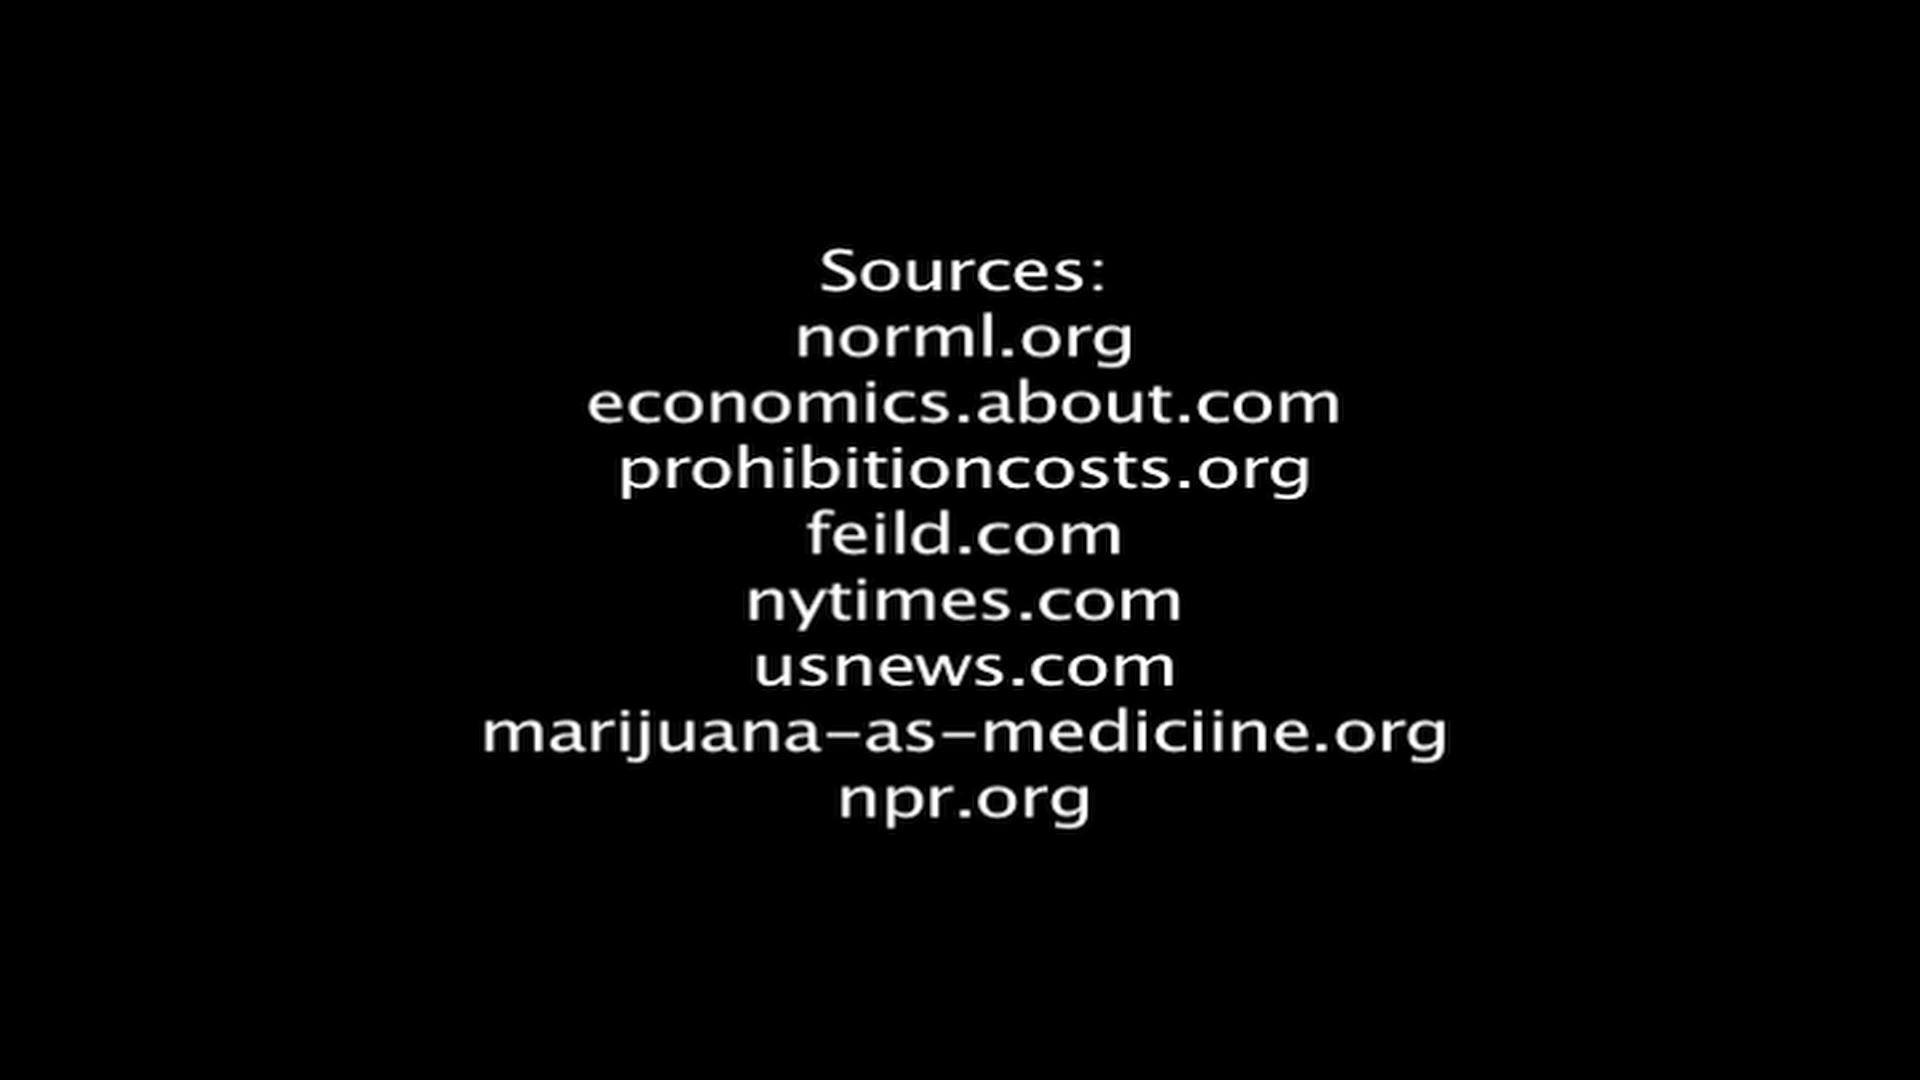 Sources:
norml.org
economics.about.com
prohibitioncosts.org
feild.com
nytimes.com
usnews.com
marijuana-as-mediciine.org
npr.org